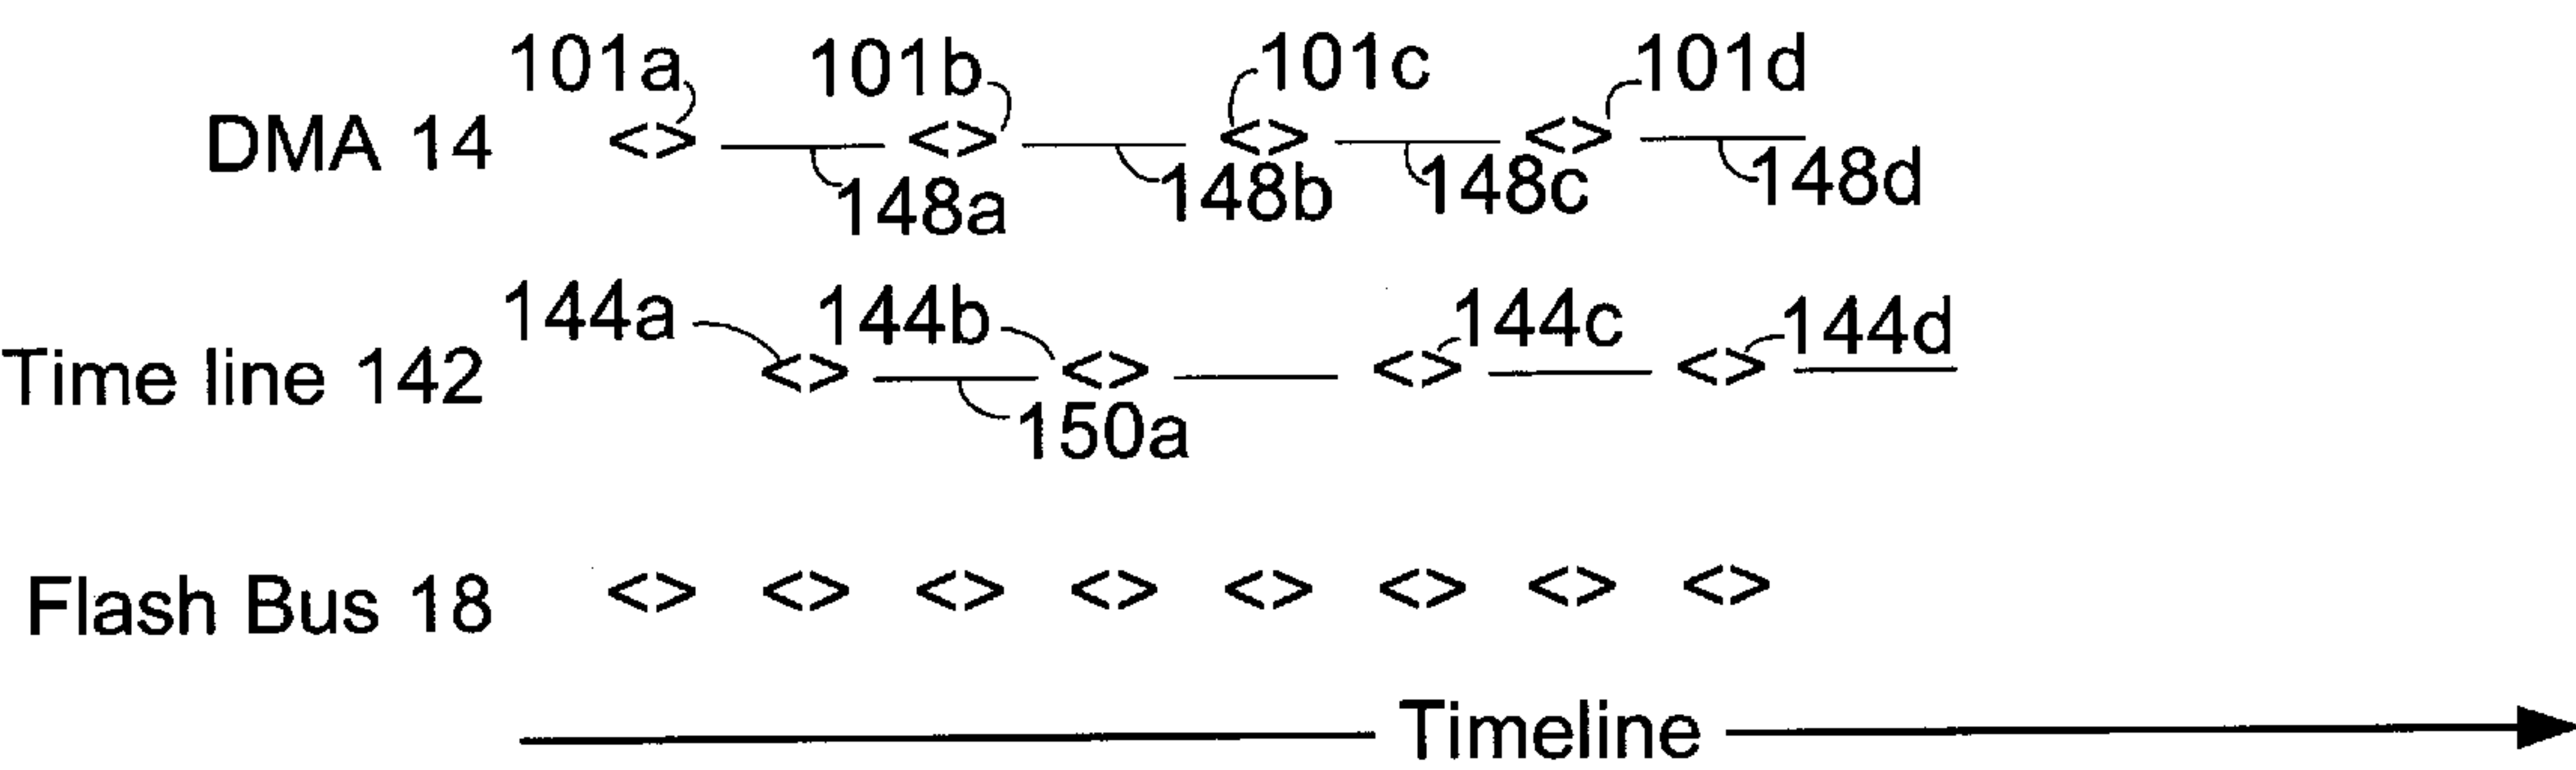 101a 101b 101c 101d
DMA 14 <> <> <> <>
148a 148b 148c 148d
144a 144b 144c 144d
Time line 142 <> <> <> <>
150a
Flash Bus 18 <> <> <> <> <> <> <> <>
Timeline